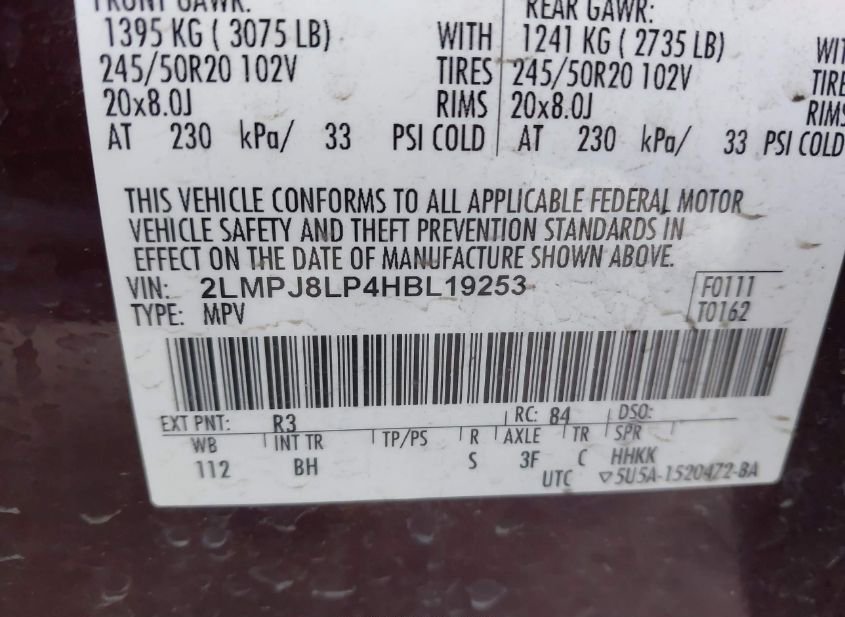 FRONT GAWR: REAR GAWR:
1395 KG ( 3075 LB) WITH 1241 KG ( 2735 LB)
245/50R20 102V TIRES 245/50R20 102V TIRE
20x8.0J RIMS 20x8.0J RIMS
AT 230 kPa/ 33 PSI COLD AT 230 kPa/ 33 PSI COLD
THIS VEHICLE CONFORMS TO ALL APPLICABLE FEDERAL MOTOR
VEHICLE SAFETY AND THEFT PREVENTION STANDARDS IN
EFFECT ON THE DATE OF MANUFACTURE SHOWN ABOVE.
VIN: 2LMPJ8LP4HBL19253 F0111
TYPE: MPV T0162
EXT PNT: R3 RC: 84 DSO:
WB INT TR TP/PS R AXLE TR SPR
112 BH S 3F C HHKK
UTC ▽5U5A-1520472-BA